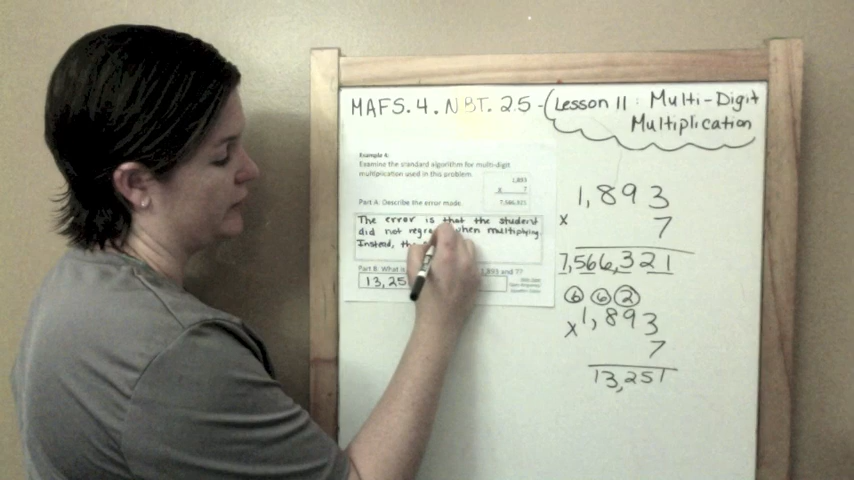 MAFS.4.NBT.2.5 - Lesson 11: Multi-Digit
Multiplication
Example 4:
Examine the standard algorithm for multi-digit
multiplication used in this problem.
1,893
x 7
7,566,321
Part A: Describe the error made.
The error is that the student
did not when multiplying.
Instead,
Part B: What is 1,893 and 7?
13,25
1,893
x 7
7,566,321
6 6 2
1,893
x 7
13,251